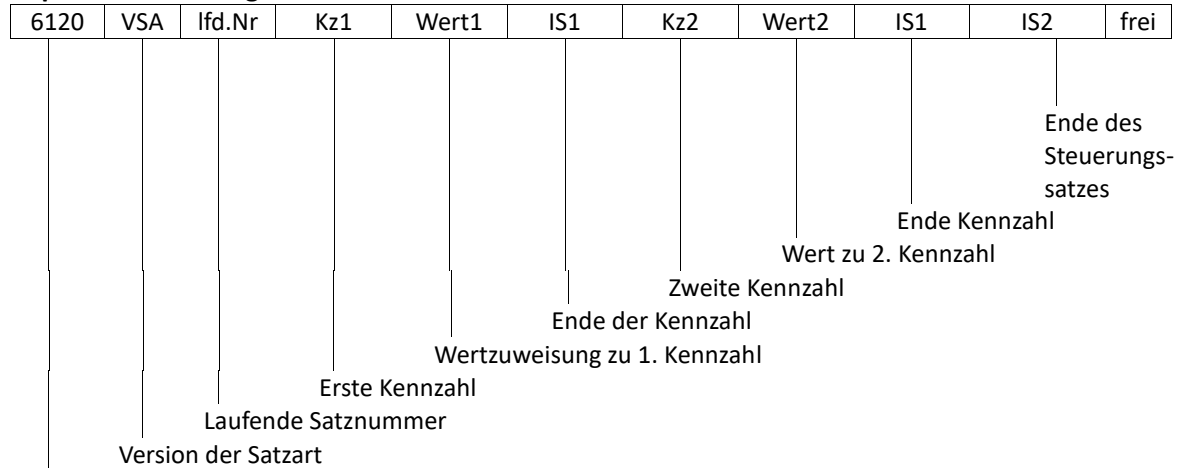 6120 VSA lfd.Nr Kz1 Wert1 IS1 Kz2 Wert2 IS1 IS2 frei
Ende des
Steuerungs-
satzes
Ende Kennzahl
Wert zu 2. Kennzahl
Zweite Kennzahl
Ende der Kennzahl
Wertzuweisung zu 1. Kennzahl
Erste Kennzahl
Laufende Satznummer
Version der Satzart